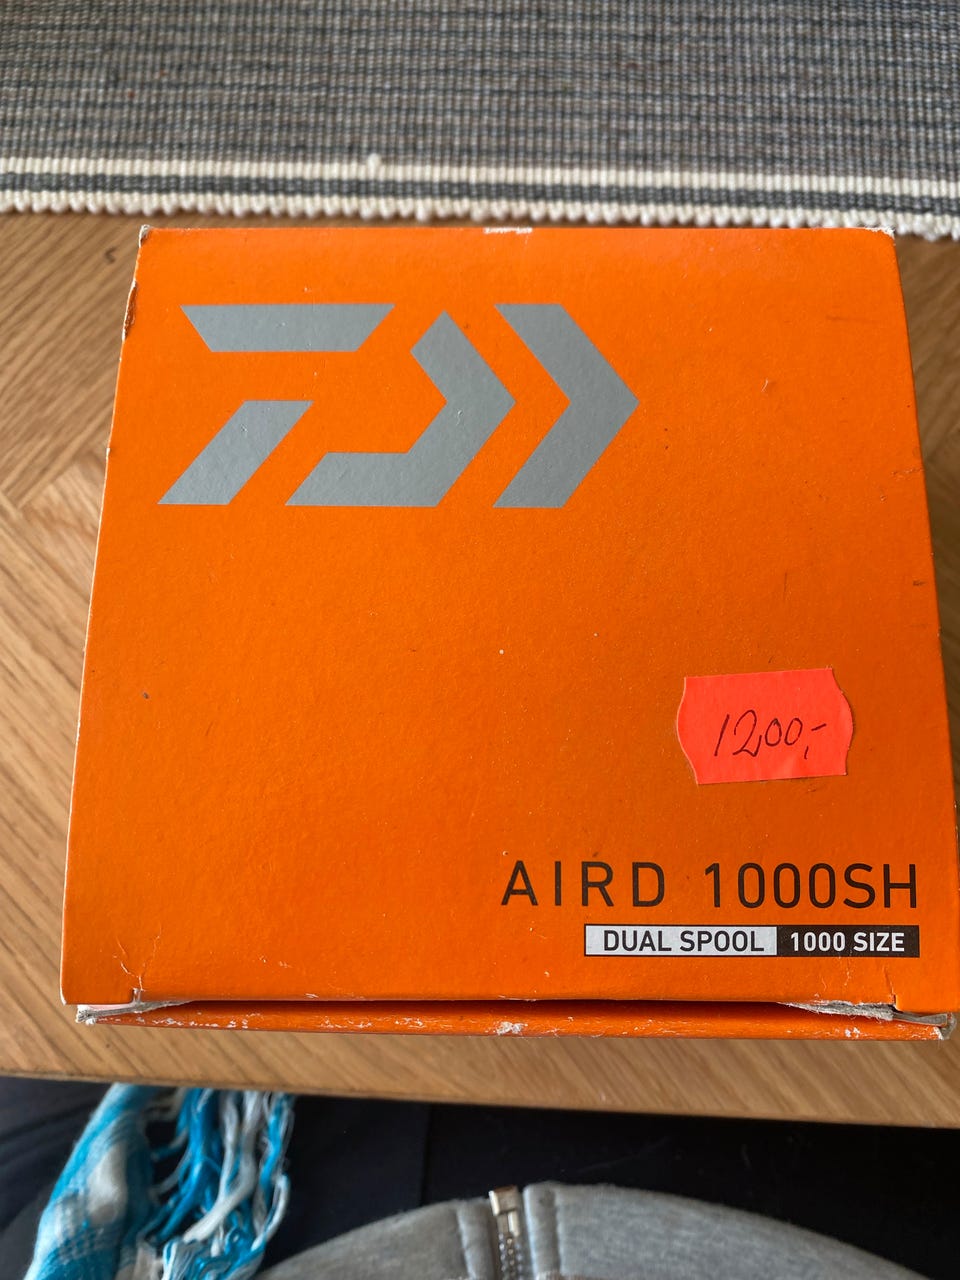 1200,-
AIRD 1000SH
DUAL SPOOL 1000 SIZE